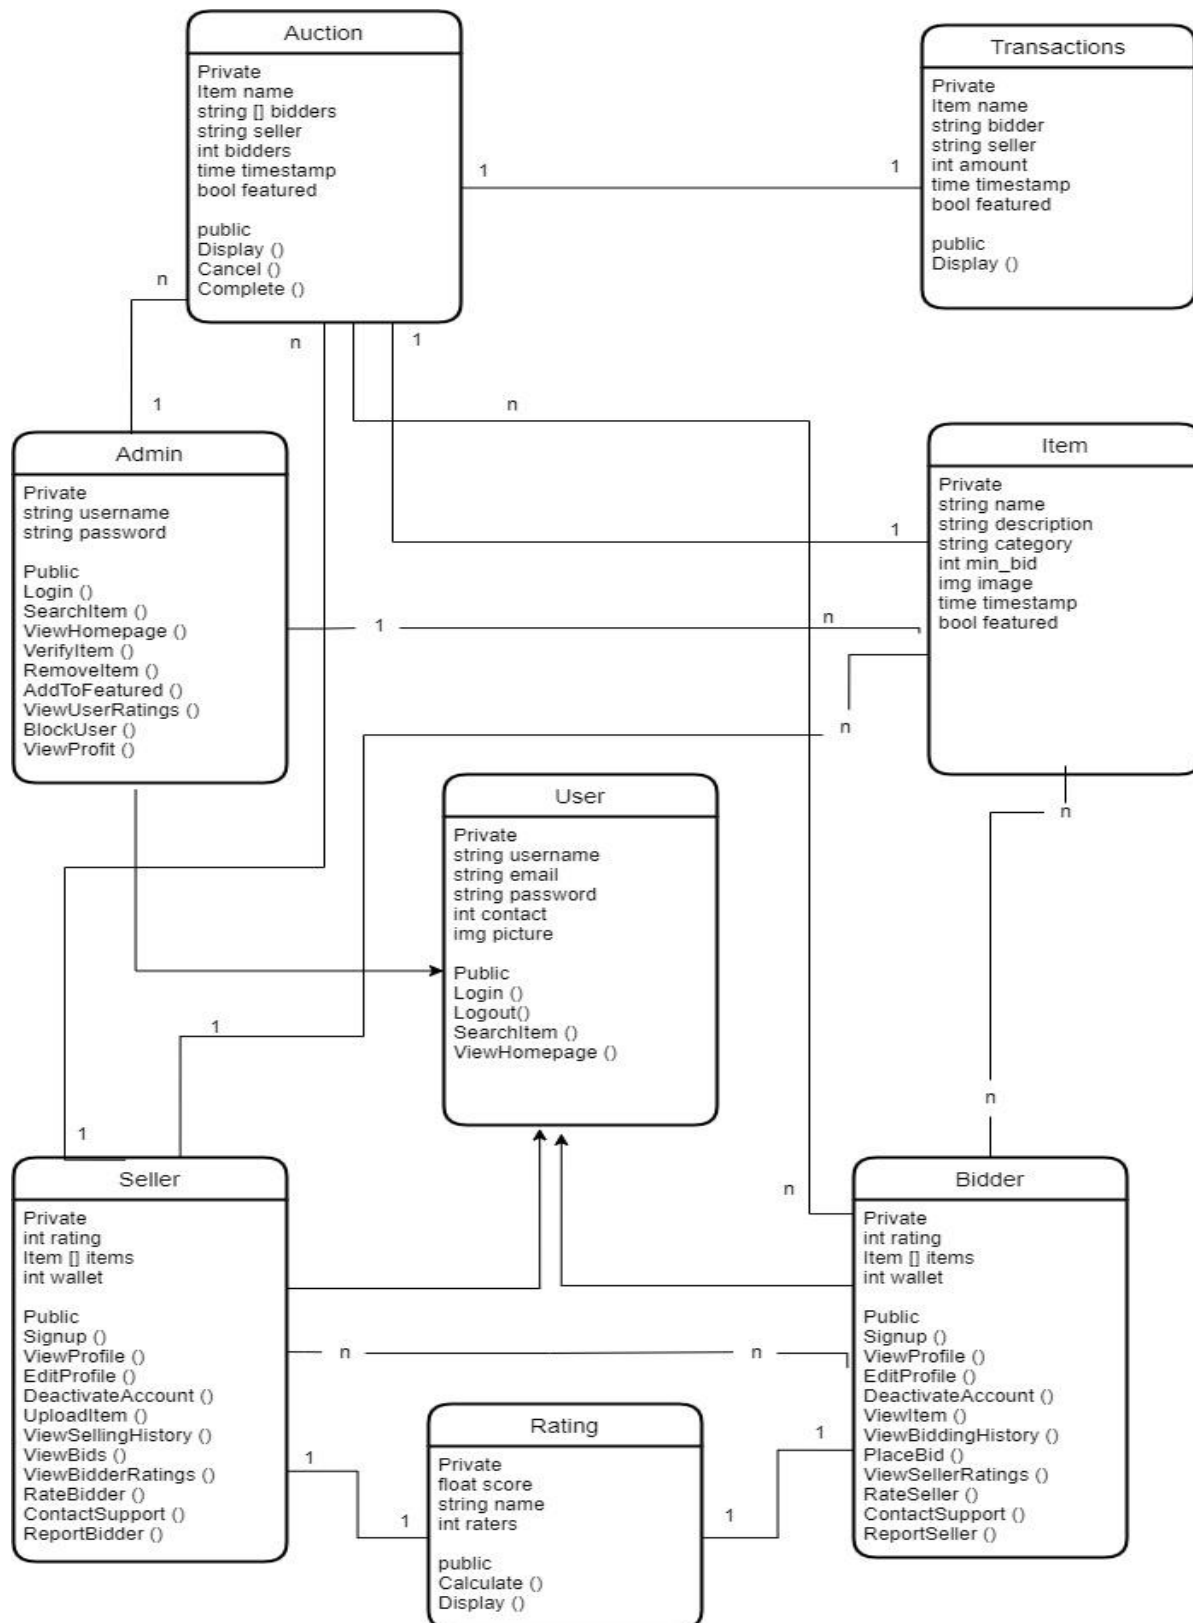 Auction
Private
Item name
string [] bidders
string seller
int bidders
time timestamp
bool featured
public
Display ()
Cancel ()
Complete ()
Transactions
Private
Item name
string bidder
string seller
int amount
time timestamp
bool featured
public
Display ()
1
1
n
n
1
1
n
Admin
Private
string username
string password
Public
Login ()
SearchItem ()
ViewHomepage ()
VerifyItem ()
RemoveItem ()
AddToFeatured ()
ViewUserRatings ()
BlockUser ()
ViewProfit ()
Item
Private
string name
string description
string category
int min_bid
img image
time timestamp
bool featured
1
1
n
n
n
User
Private
string username
string email
string password
int contact
img picture
Public
Login ()
Logout()
SearchItem ()
ViewHomepage ()
1
n
1
n
Seller
Private
int rating
Item [] items
int wallet
Public
Signup ()
ViewProfile ()
EditProfile ()
DeactivateAccount ()
UploadItem ()
ViewSellingHistory ()
ViewBids ()
ViewBidderRatings ()
RateBidder ()
ContactSupport ()
ReportBidder ()
Bidder
Private
int rating
Item [] items
int wallet
Public
Signup ()
ViewProfile ()
EditProfile ()
DeactivateAccount ()
ViewItem ()
ViewBiddingHistory ()
PlaceBid ()
ViewSellerRatings ()
RateSeller ()
ContactSupport ()
ReportSeller ()
n
n
1
1
1
1
Rating
Private
float score
string name
int raters
public
Calculate ()
Display ()